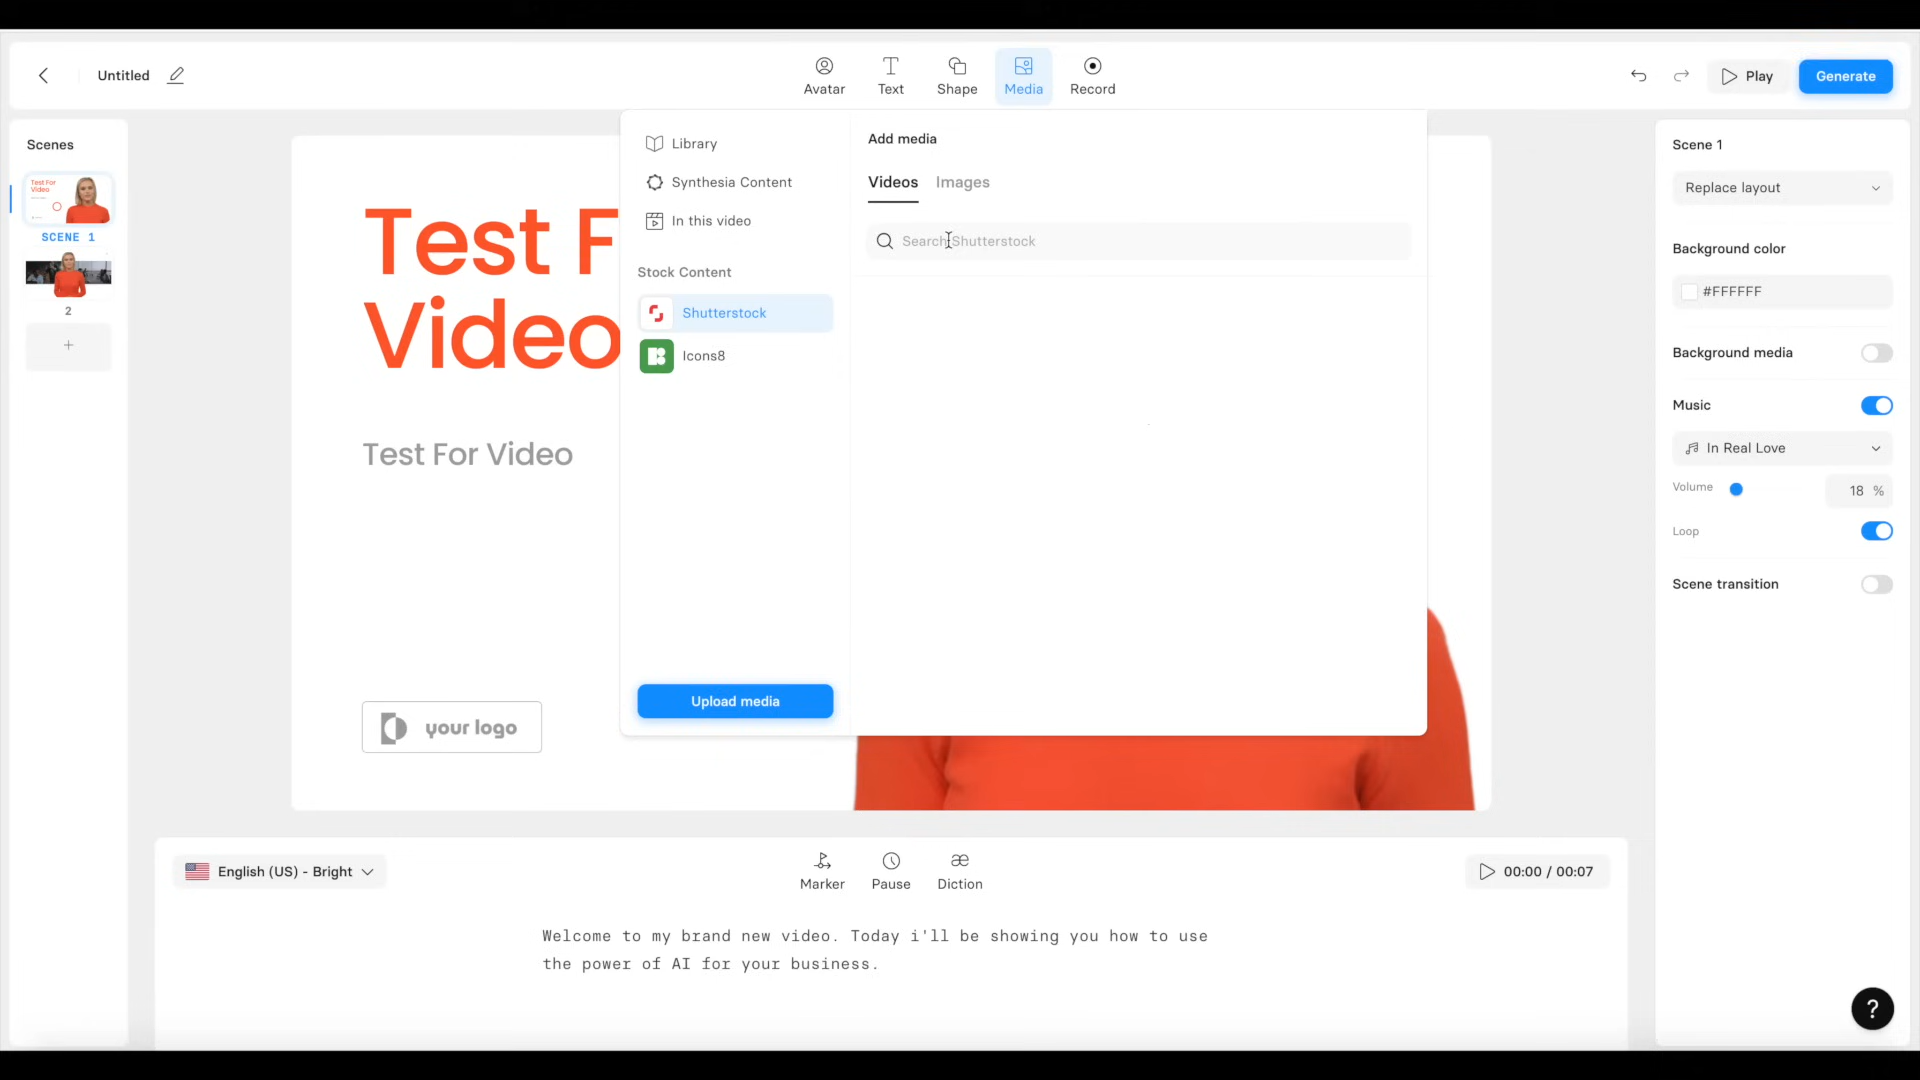 Untitled
Avatar
Text
Shape
Media
Record
Play
Generate
Scenes
Test For
Video
SCENE 1
2
+
Test F
Video
Test For Video
your logo
Library
Synthesia Content
In this video
Stock Content
Shutterstock
Icons8
Upload media
Add media
Videos
Images
Search Shutterstock
Scene 1
Replace layout
Background color
#FFFFFF
Background media
Music
In Real Love
Volume
18 %
Loop
Scene transition
English (US) - Bright
Marker
Pause
æ
Diction
00:00 / 00:07
Welcome to my brand new video. Today i'll be showing you how to use
the power of AI for your business.
?